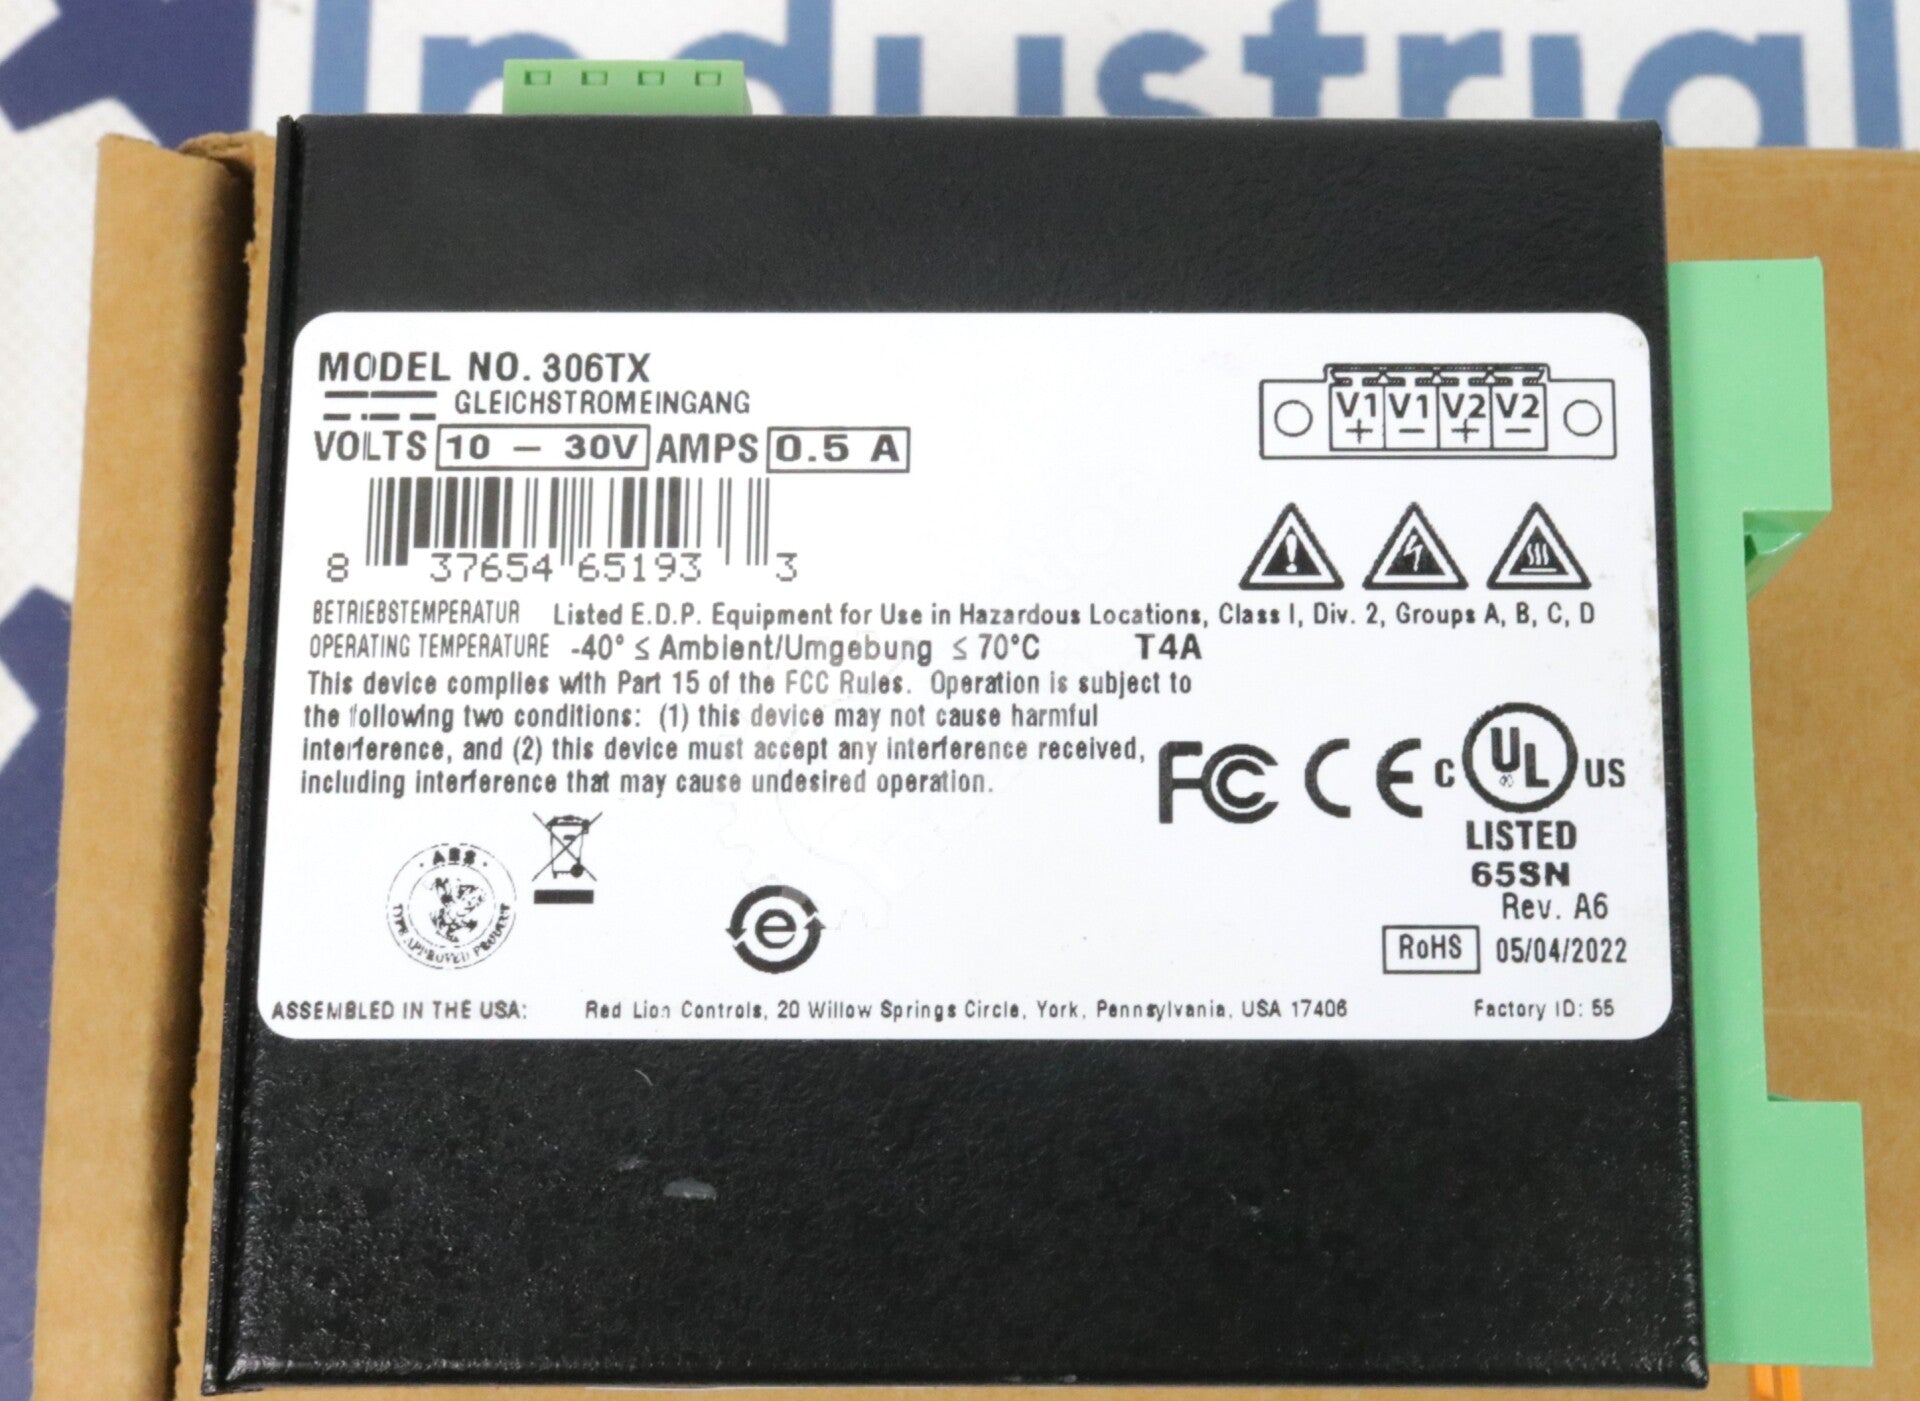 Industrial
MODEL NO. 306TX
GLEICHSTROMEINGANG
VOLTS 10 – 30V AMPS 0.5 A
V1 V1 V2 V2
+ – + –
8 37654 65193 3
BETRIEBSTEMPERATUR Listed E.D.P. Equipment for Use in Hazardous Locations, Class I, Div. 2, Groups A, B, C, D
OPERATING TEMPERATURE -40° ≤ Ambient/Umgebung ≤ 70°C T4A
This device complies with Part 15 of the FCC Rules. Operation is subject to
the following two conditions: (1) this device may not cause harmful
interference, and (2) this device must accept any interference received,
including interference that may cause undesired operation.
FC CE C UL US
LISTED
65SN
Rev. A6
RoHS 05/04/2022
ABS
TYPE APPROVED PRODUCT
e
ASSEMBLED IN THE USA: Red Lion Controls, 20 Willow Springs Circle, York, Pennsylvania, USA 17406 Factory ID: 55